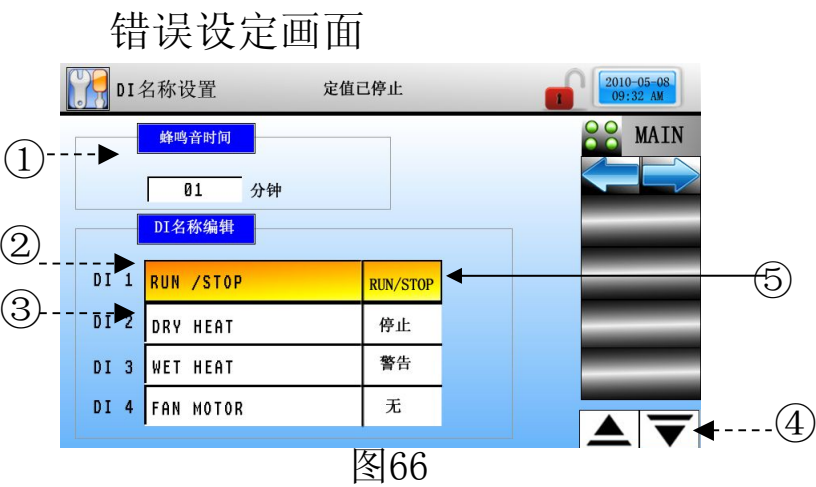 错误设定画面
DI名称设置 定值已停止 2010-05-08
09:32 AM
① 蜂鸣音时间 MAIN
01 分钟
DI名称编辑
② DI 1 RUN /STOP RUN/STOP ⑤
③ DI 2 DRY HEAT 停止
DI 3 WET HEAT 警告
DI 4 FAN MOTOR 无
④
图66